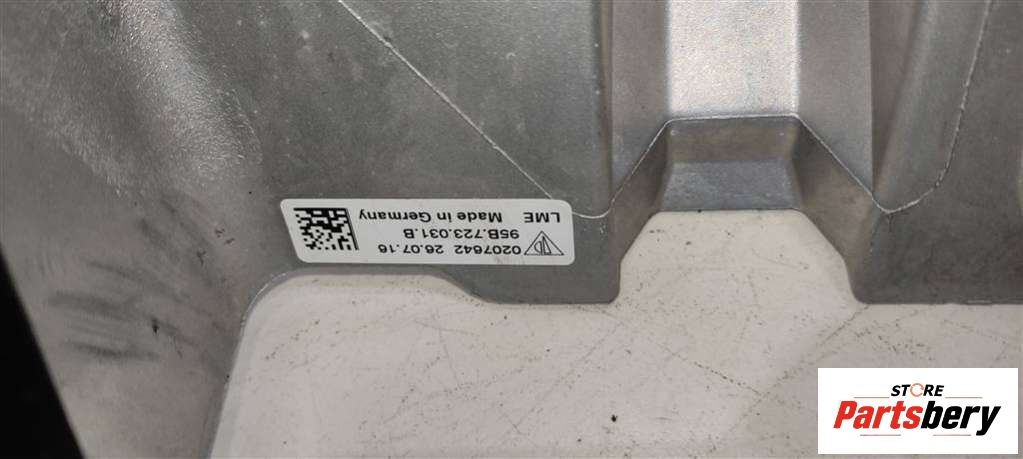 0207642 26.07.16
95B.723.031.B
LME Made in Germany
STORE
Partsbery